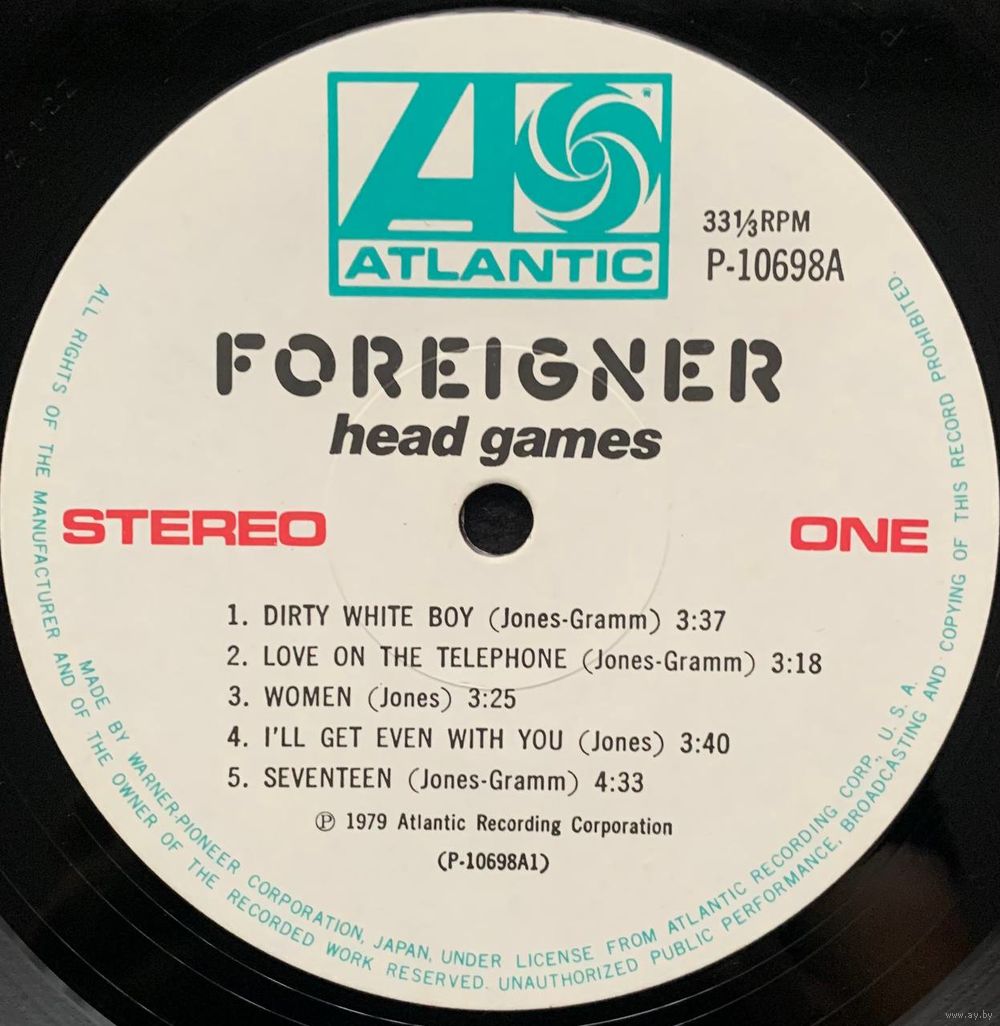 ATLANTIC
33⅓RPM
P-10698A
FOREIGNER
head games
STEREO
ONE
1. DIRTY WHITE BOY (Jones-Gramm) 3:37
2. LOVE ON THE TELEPHONE (Jones-Gramm) 3:18
3. WOMEN (Jones) 3:25
4. I'LL GET EVEN WITH YOU (Jones) 3:40
5. SEVENTEEN (Jones-Gramm) 4:33
℗ 1979 Atlantic Recording Corporation
(P-10698A1)
MADE BY WARNER-PIONEER CORPORATION, JAPAN, UNDER LICENSE FROM ATLANTIC RECORDING CORP., U. S. A.
ALL RIGHTS OF THE MANUFACTURER AND OF THE OWNER OF THE RECORDED WORK RESERVED. UNAUTHORIZED PUBLIC PERFORMANCE, BROADCASTING AND COPYING OF THIS RECORD PROHIBITED.
www.ay.by